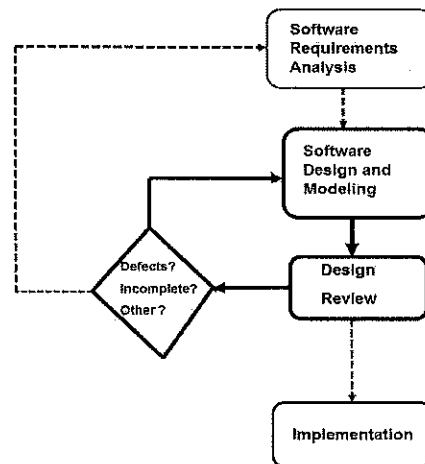 Software
Requirements
Analysis
Software
Design and
Modeling
Defects?
Incomplete?
Other?
Design
Review
Implementation